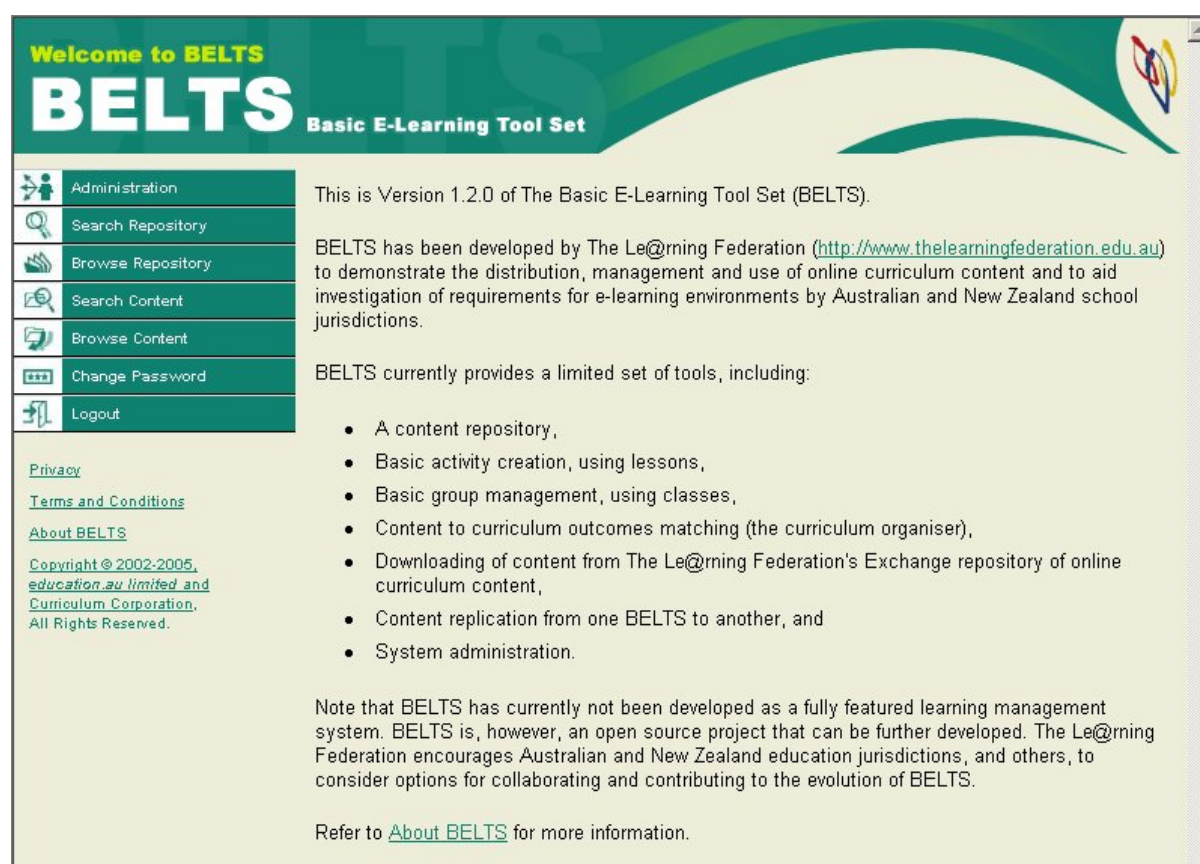 Welcome to BELTS
BELTS Basic E-Learning Tool Set
Administration
Search Repository
Browse Repository
Search Content
Browse Content
Change Password
Logout
Privacy
Terms and Conditions
About BELTS
Copyright © 2002-2005,
education.au limited and
Curriculum Corporation,
All Rights Reserved.
This is Version 1.2.0 of The Basic E-Learning Tool Set (BELTS).
BELTS has been developed by The Le@rning Federation (http://www.thelearningfederation.edu.au)
to demonstrate the distribution, management and use of online curriculum content and to aid
investigation of requirements for e-learning environments by Australian and New Zealand school
jurisdictions.
BELTS currently provides a limited set of tools, including:
• A content repository,
• Basic activity creation, using lessons,
• Basic group management, using classes,
• Content to curriculum outcomes matching (the curriculum organiser),
• Downloading of content from The Le@rning Federation's Exchange repository of online
curriculum content,
• Content replication from one BELTS to another, and
• System administration.
Note that BELTS has currently not been developed as a fully featured learning management
system. BELTS is, however, an open source project that can be further developed. The Le@rning
Federation encourages Australian and New Zealand education jurisdictions, and others, to
consider options for collaborating and contributing to the evolution of BELTS.
Refer to About BELTS for more information.